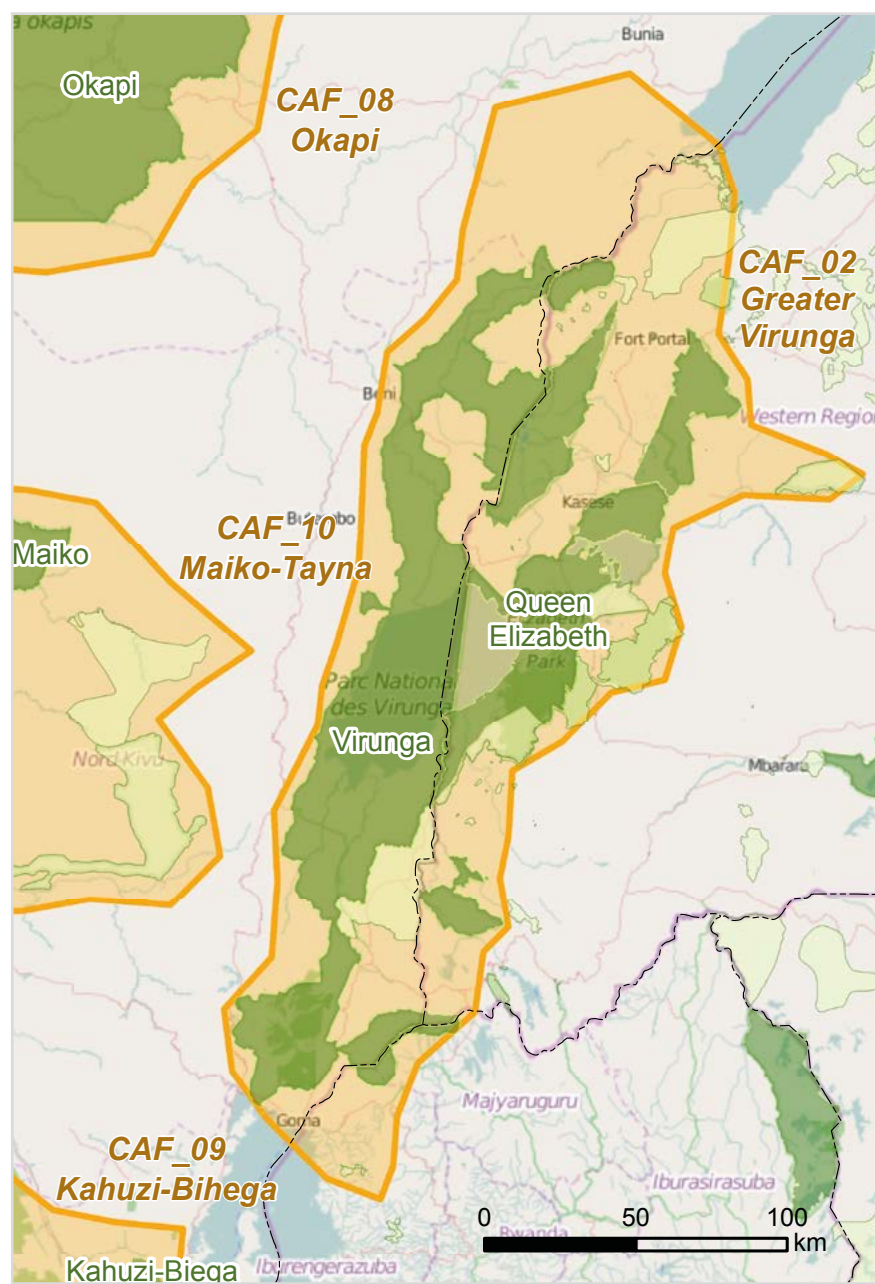 a okapis
Bunia
Okapi
CAF_08
Okapi
CAF_02
Greater
Virunga
Fort Portal
Beni
Western Region
Kasese
CAF_10
Maiko-Tayna
Maiko
Queen
Elizabeth
Park
Parc National
des Virunga
Virunga
Nord-Kivu
Mbarara
Majyaruguru
Goma
CAF_09
Kahuzi-Bihega
Iburasirasuba
0 50 100
km
Rwanda
Iburengerazuba
Kahuzi-Biega